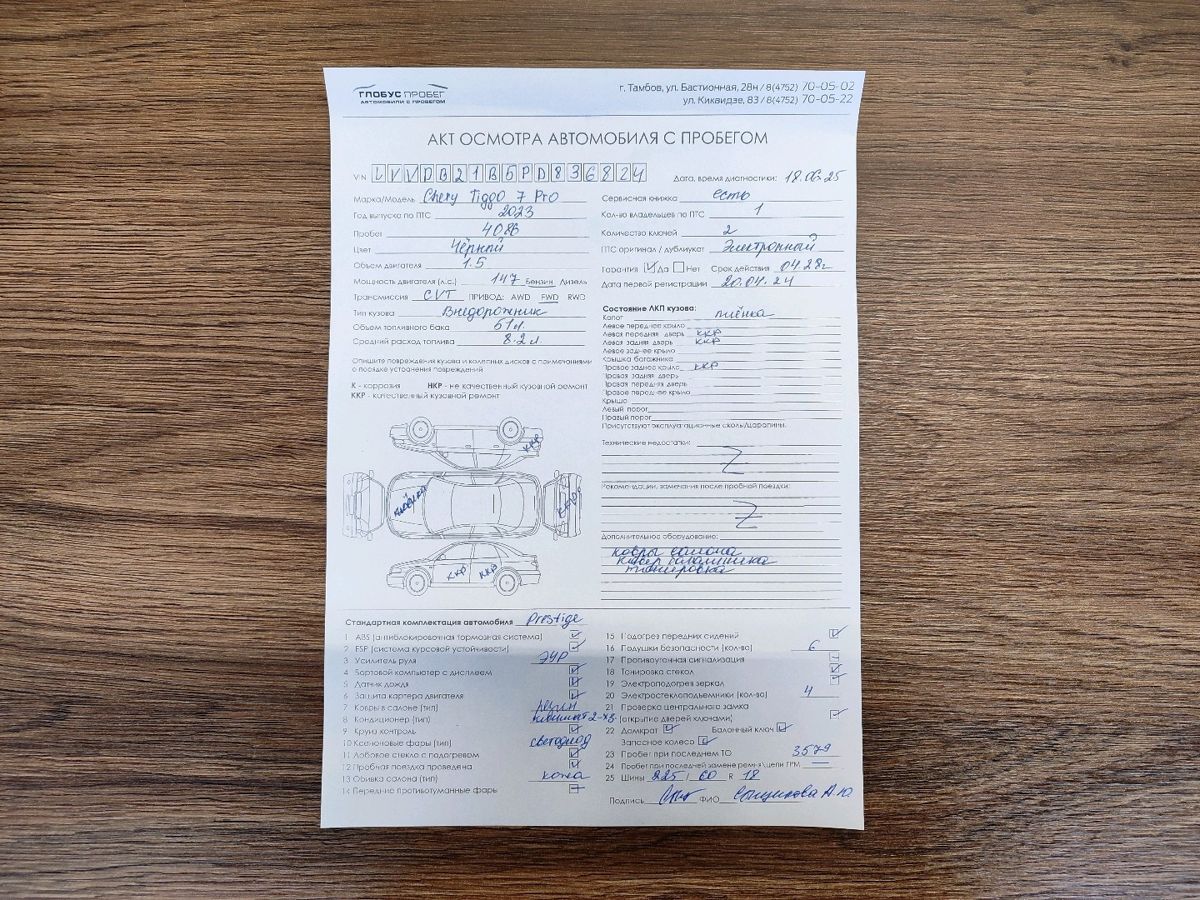 ГЛОБУС ПРОБЕГ
АВТОМОБИЛИ С ПРОБЕГОМ
г. Тамбов, ул. Бастионная, 28н / 8(4752) 70-05-02
ул. Киквидзе, 83 / 8(4752) 70-05-22
АКТ ОСМОТРА АВТОМОБИЛЯ С ПРОБЕГОМ
VIN LVVDB21B5PD836824
Дата, время диагностики: 18.06.25
Марка/Модель Chery Tiggo 7 Pro
Год выпуска по ПТС 2023
Пробег 4086
Цвет Чёрный
Объем двигателя 1.5
Мощность двигателя (л.с.) 147 Бензин Дизель
Трансмиссия CVT ПРИВОД: AWD FWD RWD
Тип кузова Внедорожник
Объем топливного бака 51л
Средний расход топлива 8.2л
Опишите повреждения кузова и колесных дисков с примечаниями
о порядке устранения повреждений
К - коррозия НКР - не качественный кузовной ремонт
ККР - качественный кузовной ремонт
ККР
плёнка
ККР
ККР ККР
Сервисная книжка есть
Кол-во владельцев по ПТС 1
Количество ключей 2
ПТС оригинал / дубликат Электронный
Гарантия Да Нет Срок действия 04.28г
Дата первой регистрации 20.04.24
Состояние ЛКП кузова:
Капот плёнка
Левое переднее крыло
Левая передняя дверь ККР
Левая задняя дверь ККР
Левое заднее крыло
Крышка багажника
Правое заднее крыло ККР
Правая задняя дверь
Правая передняя дверь
Правое переднее крыло
Крыша
Левый порог
Правый порог
Присутствуют эксплуатационные сколы/царапины.
Технические недостатки:
Z
Рекомендации, замечания после пробной поездки:
Z
Дополнительное оборудование:
ковры салона
тонировка
Стандартная комплектация автомобиля Prestige
1 ABS (антиблокировочная тормозная система)
2 ESP (система курсовой устойчивости)
3 Усилитель руля ЭУР
4 Бортовой компьютер с дисплеем
5 Датчик дождя
6 Защита картера двигателя
7 Ковры в салоне (тип) резин
8 Кондиционер (тип) климат 2-х з.
9 Круиз контроль
10 Ксеноновые фары (тип) светодиод
11 Лобовое стекло с подогревом
12 Пробная поездка проведена
13 Обивка салона (тип) кожа
14 Передние противотуманные фары
15 Подогрев передних сидений
16 Подушки безопасности (кол-во) 6
17 Противоугонная сигнализация
18 Тонировка стекол
19 Электроподогрев зеркал
20 Электростеклоподъемники (кол-во) 4
21 Проверка центрального замка
(открытие дверей ключами)
22 Домкрат Балонный ключ
Запасное колесо
23 Пробег при последнем ТО 3579
24 Пробег при последней замене ремня\цепи ГРМ —
25 Шины 225 / 60 R 18
Подпись ФИО Сащикова А.Ю.